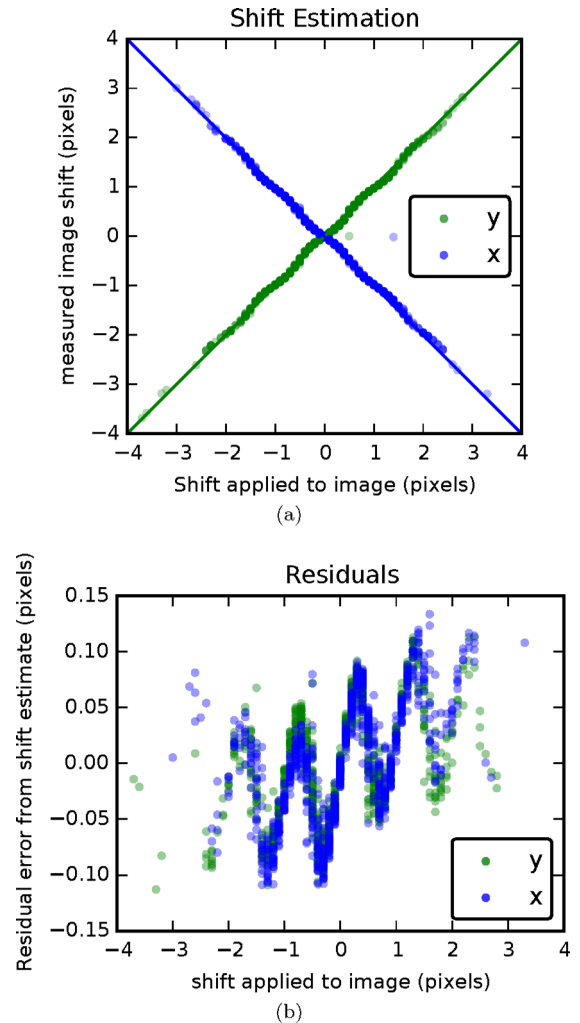 Shift Estimation
measured image shift (pixels)
4
3
2
1
0
−1
−2
−3
−4
y
x
−4 −3 −2 −1 0 1 2 3 4
Shift applied to image (pixels)
(a)
Residuals
Residual error from shift estimate (pixels)
0.15
0.10
0.05
0.00
−0.05
−0.10
−0.15
y
x
−4 −3 −2 −1 0 1 2 3 4
shift applied to image (pixels)
(b)